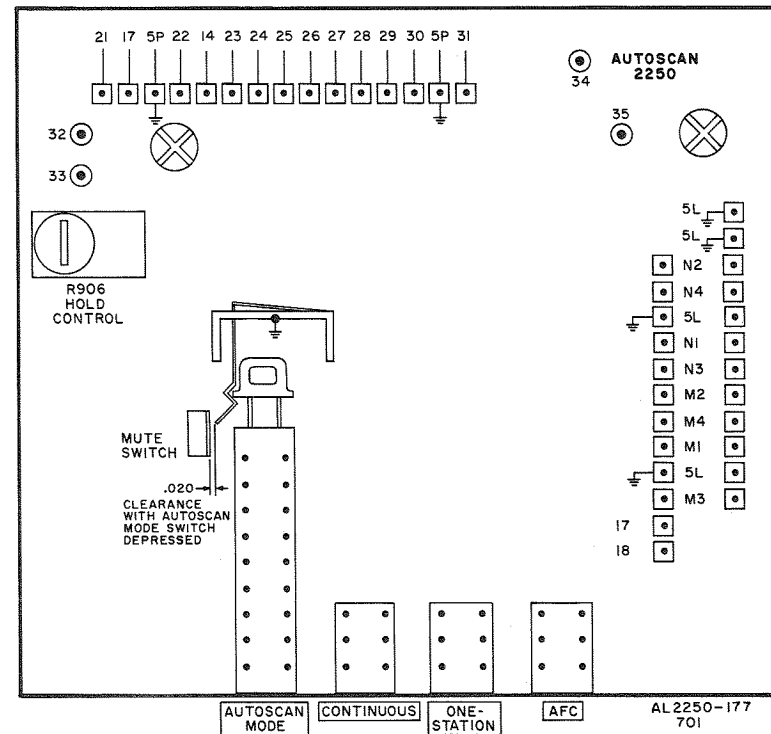 21 17 5P 22 14 23 24 25 26 27 28 29 30 5P 31
34
AUTOSCAN
2250
32
35
33
5L
5L
R906
HOLD
CONTROL
N2
N4
5L
N1
N3
M2
M4
M1
5L
M3
17
18
MUTE
SWITCH
.020
CLEARANCE
WITH AUTOSCAN
MODE SWITCH
DEPRESSED
AUTOSCAN
MODE
CONTINUOUS
ONE-
STATION
AFC
AL2250-177
701